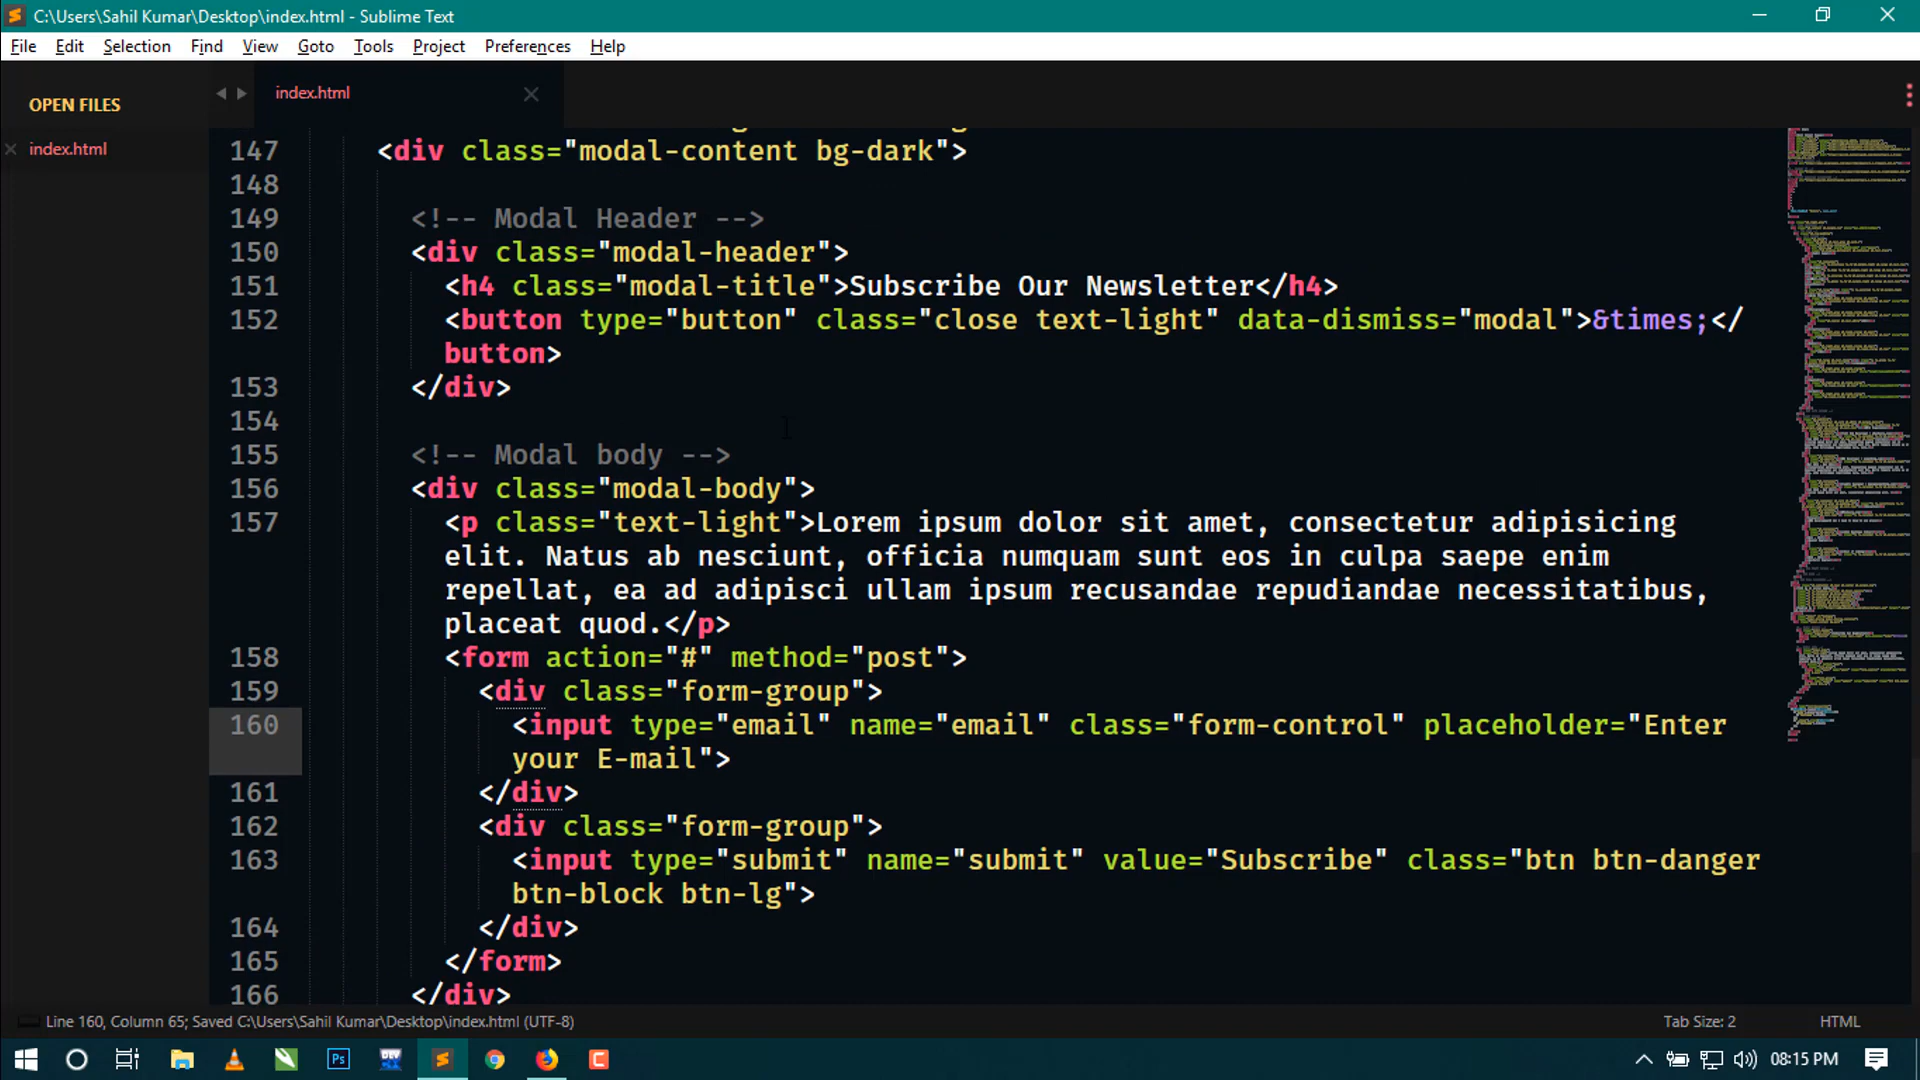 C:\Users\Sahil Kumar\Desktop\index.html - Sublime Text
File Edit Selection Find View Goto Tools Project Preferences Help
OPEN FILES
index.html
index.html
147 <div class="modal-content bg-dark">
148
149 <!-- Modal Header -->
150 <div class="modal-header">
151 <h4 class="modal-title">Subscribe Our Newsletter</h4>
152 <button type="button" class="close text-light" data-dismiss="modal">&times;</
button>
153 </div>
154
155 <!-- Modal body -->
156 <div class="modal-body">
157 <p class="text-light">Lorem ipsum dolor sit amet, consectetur adipisicing
elit. Natus ab nesciunt, officia numquam sunt eos in culpa saepe enim
repellat, ea ad adipisci ullam ipsum recusandae repudiandae necessitatibus,
placeat quod.</p>
158 <form action="#" method="post">
159 <div class="form-group">
160 <input type="email" name="email" class="form-control" placeholder="Enter
your E-mail">
161 </div>
162 <div class="form-group">
163 <input type="submit" name="submit" value="Subscribe" class="btn btn-danger
btn-block btn-lg">
164 </div>
165 </form>
166 </div>
Line 160, Column 65; Saved C:\Users\Sahil Kumar\Desktop\index.html (UTF-8)
Tab Size: 2
HTML
Ps
08:15 PM